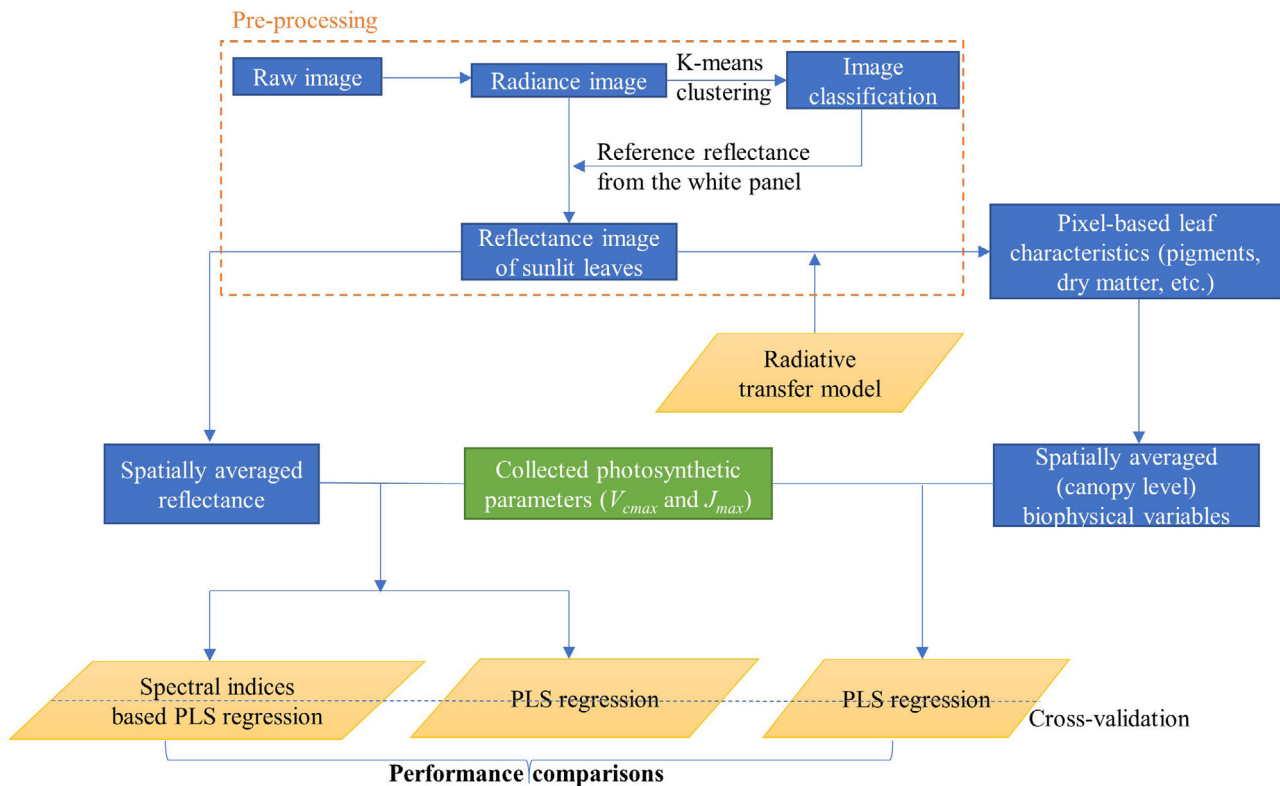 Pre-processing
Raw image
Radiance image
K-means
clustering
Image
classification
Reference reflectance
from the white panel
Reflectance image
of sunlit leaves
Pixel-based leaf
characteristics (pigments,
dry matter, etc.)
Radiative
transfer model
Spatially averaged
reflectance
Collected photosynthetic
parameters (Vcmax and Jmax)
Spatially averaged
(canopy level)
biophysical variables
Spectral indices
based PLS regression
PLS regression
PLS regression
Cross-validation
Performance comparisons